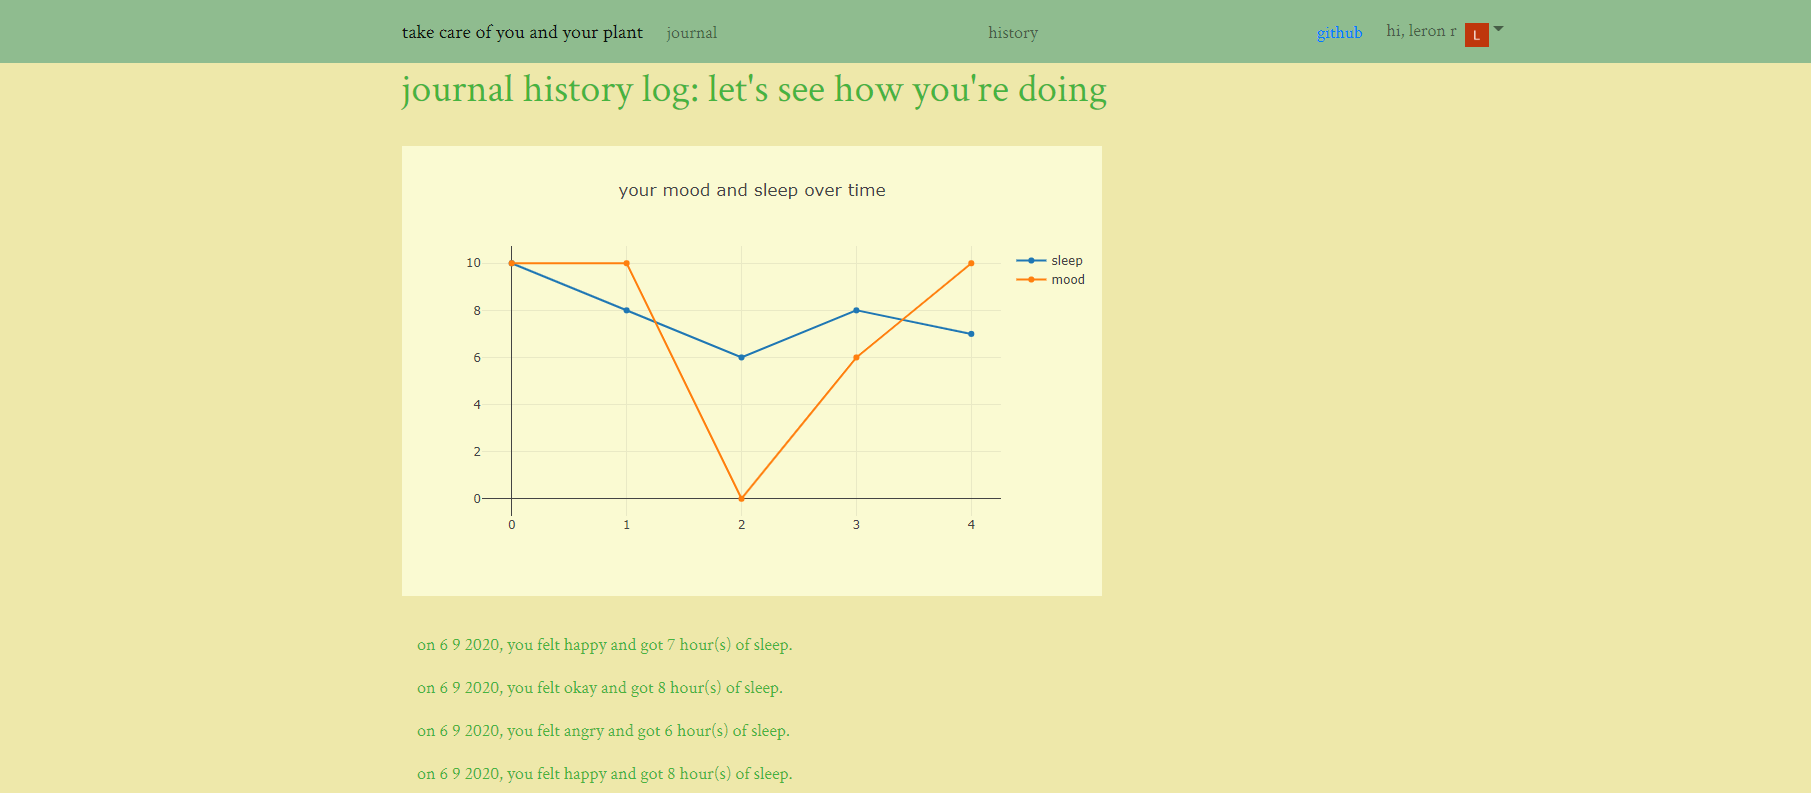 take care of you and your plant journal history github hi, leron r L
journal history log: let's see how you're doing
your mood and sleep over time
10
8
6
4
2
0
0 1 2 3 4
sleep
mood
on 6 9 2020, you felt happy and got 7 hour(s) of sleep.
on 6 9 2020, you felt okay and got 8 hour(s) of sleep.
on 6 9 2020, you felt angry and got 6 hour(s) of sleep.
on 6 9 2020, you felt happy and got 8 hour(s) of sleep.